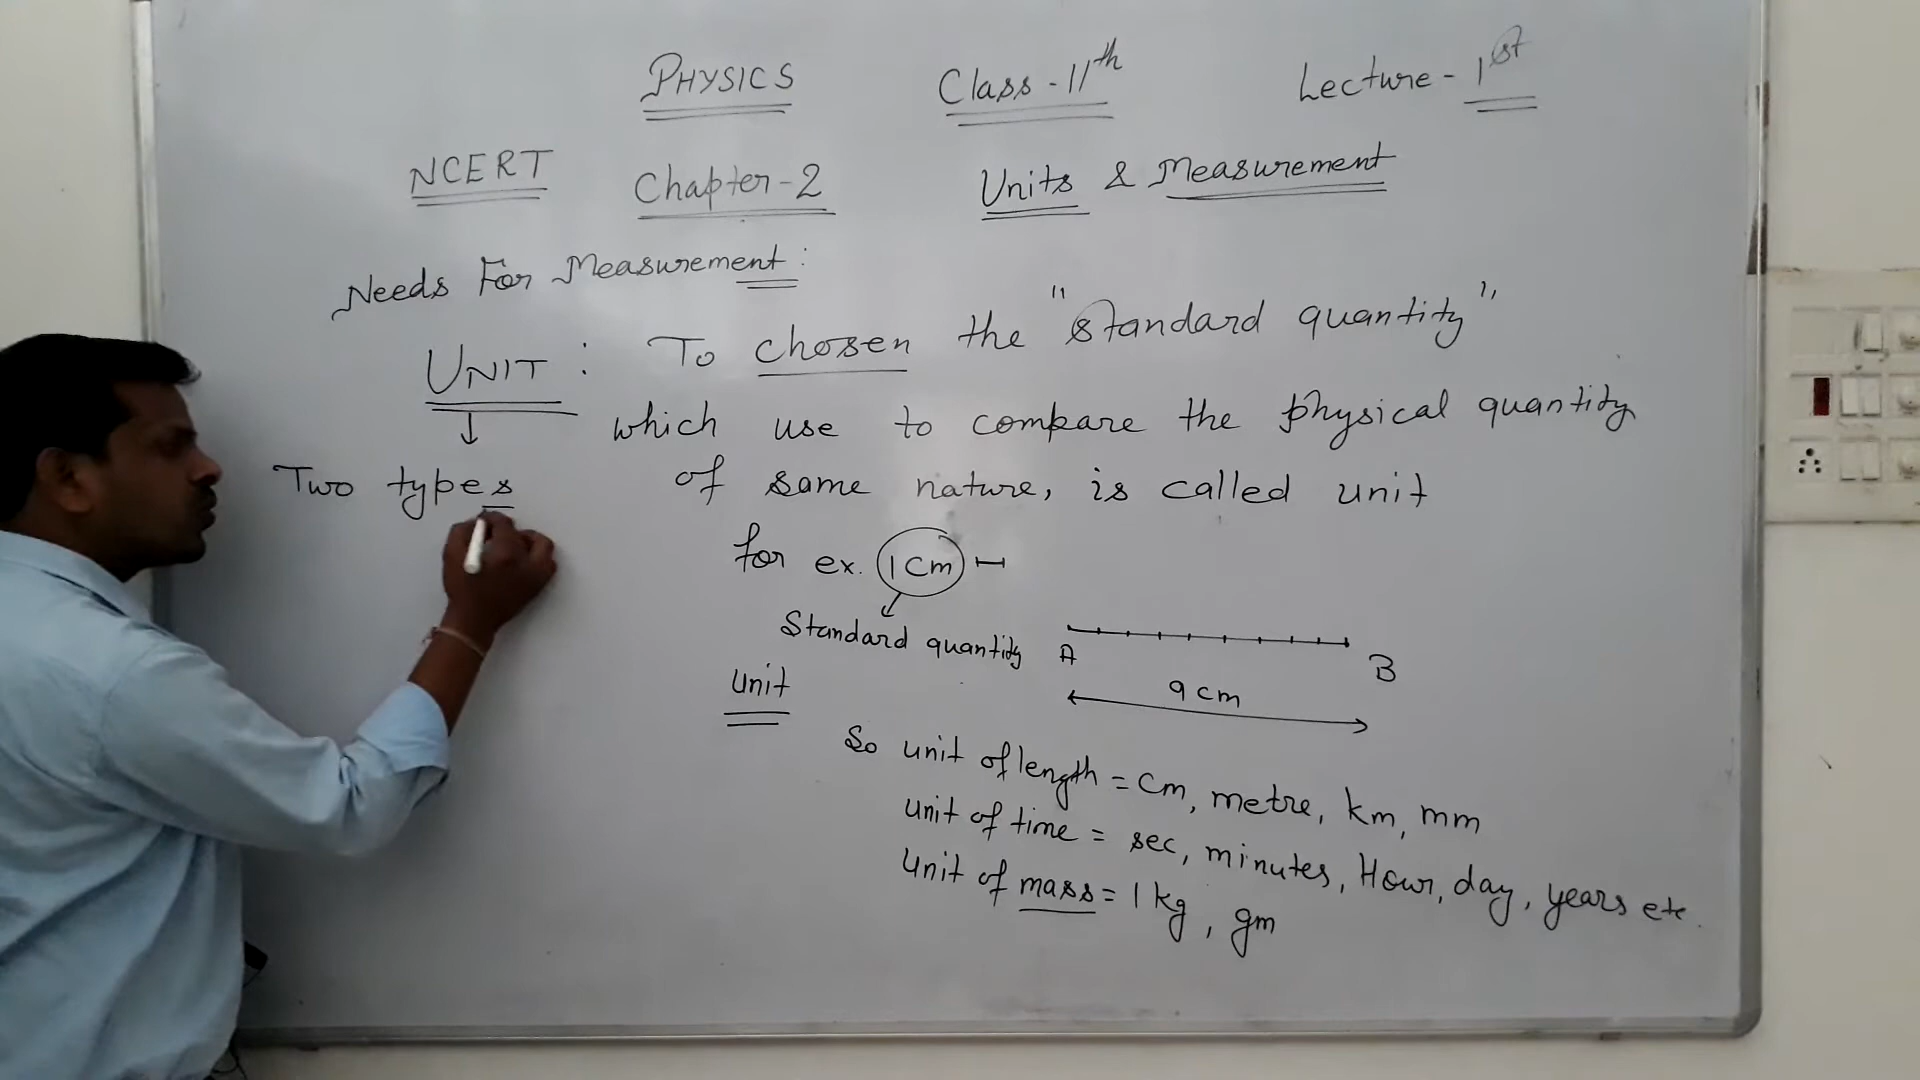 PHYSICS Class-11th Lecture-1st
NCERT Chapter-2 Units & Measurement
Needs For Measurement:
UNIT : To chosen the "standard quantity"
which use to compare the physical quantity
Two types of same nature, is called unit
for ex. 1 cm
Standard quantity A B
Unit 9 cm
So unit of length = cm, metre, km, mm
unit of time = sec, minutes, Hour, day, years etc.
Unit of mass = 1 kg, gm